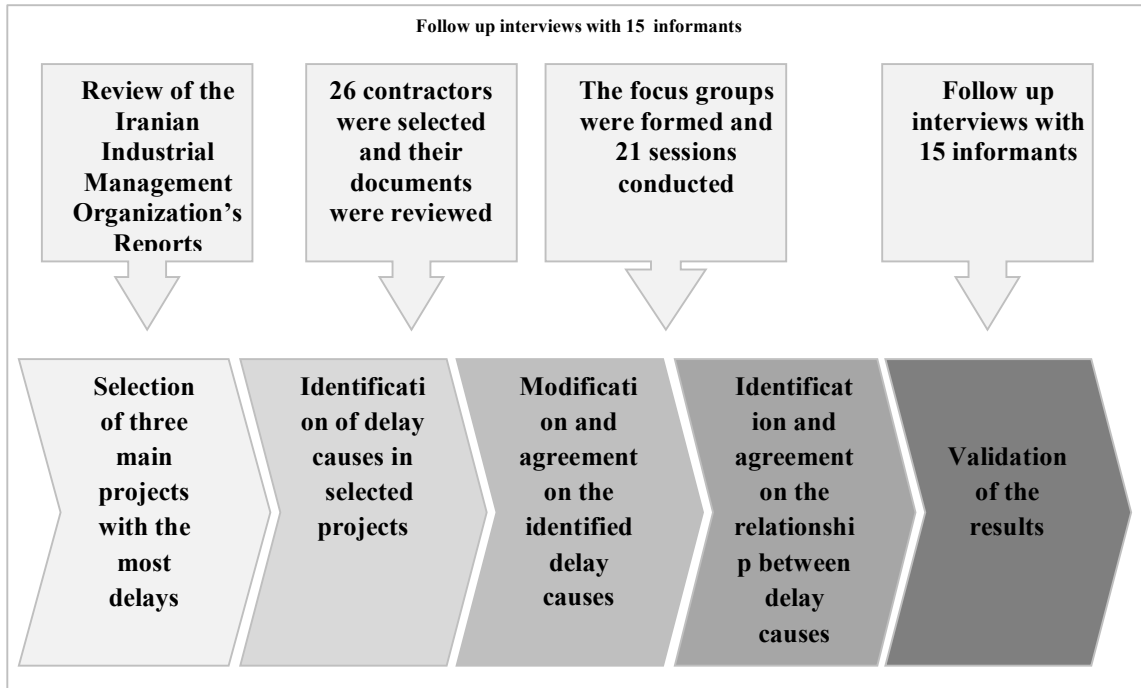 Follow up interviews with 15 informants
Review of the
Iranian
Industrial
Management
Organization’s
Reports
26 contractors
were selected
and their
documents
were reviewed
The focus groups
were formed and
21 sessions
conducted
Follow up
interviews with
15 informants
Selection
of three
main
projects
with the
most
delays
Identificati
on of delay
causes in
selected
projects
Modificati
on and
agreement
on the
identified
delay
causes
Identificat
ion and
agreement
on the
relationshi
p between
delay
causes
Validation
of the
results